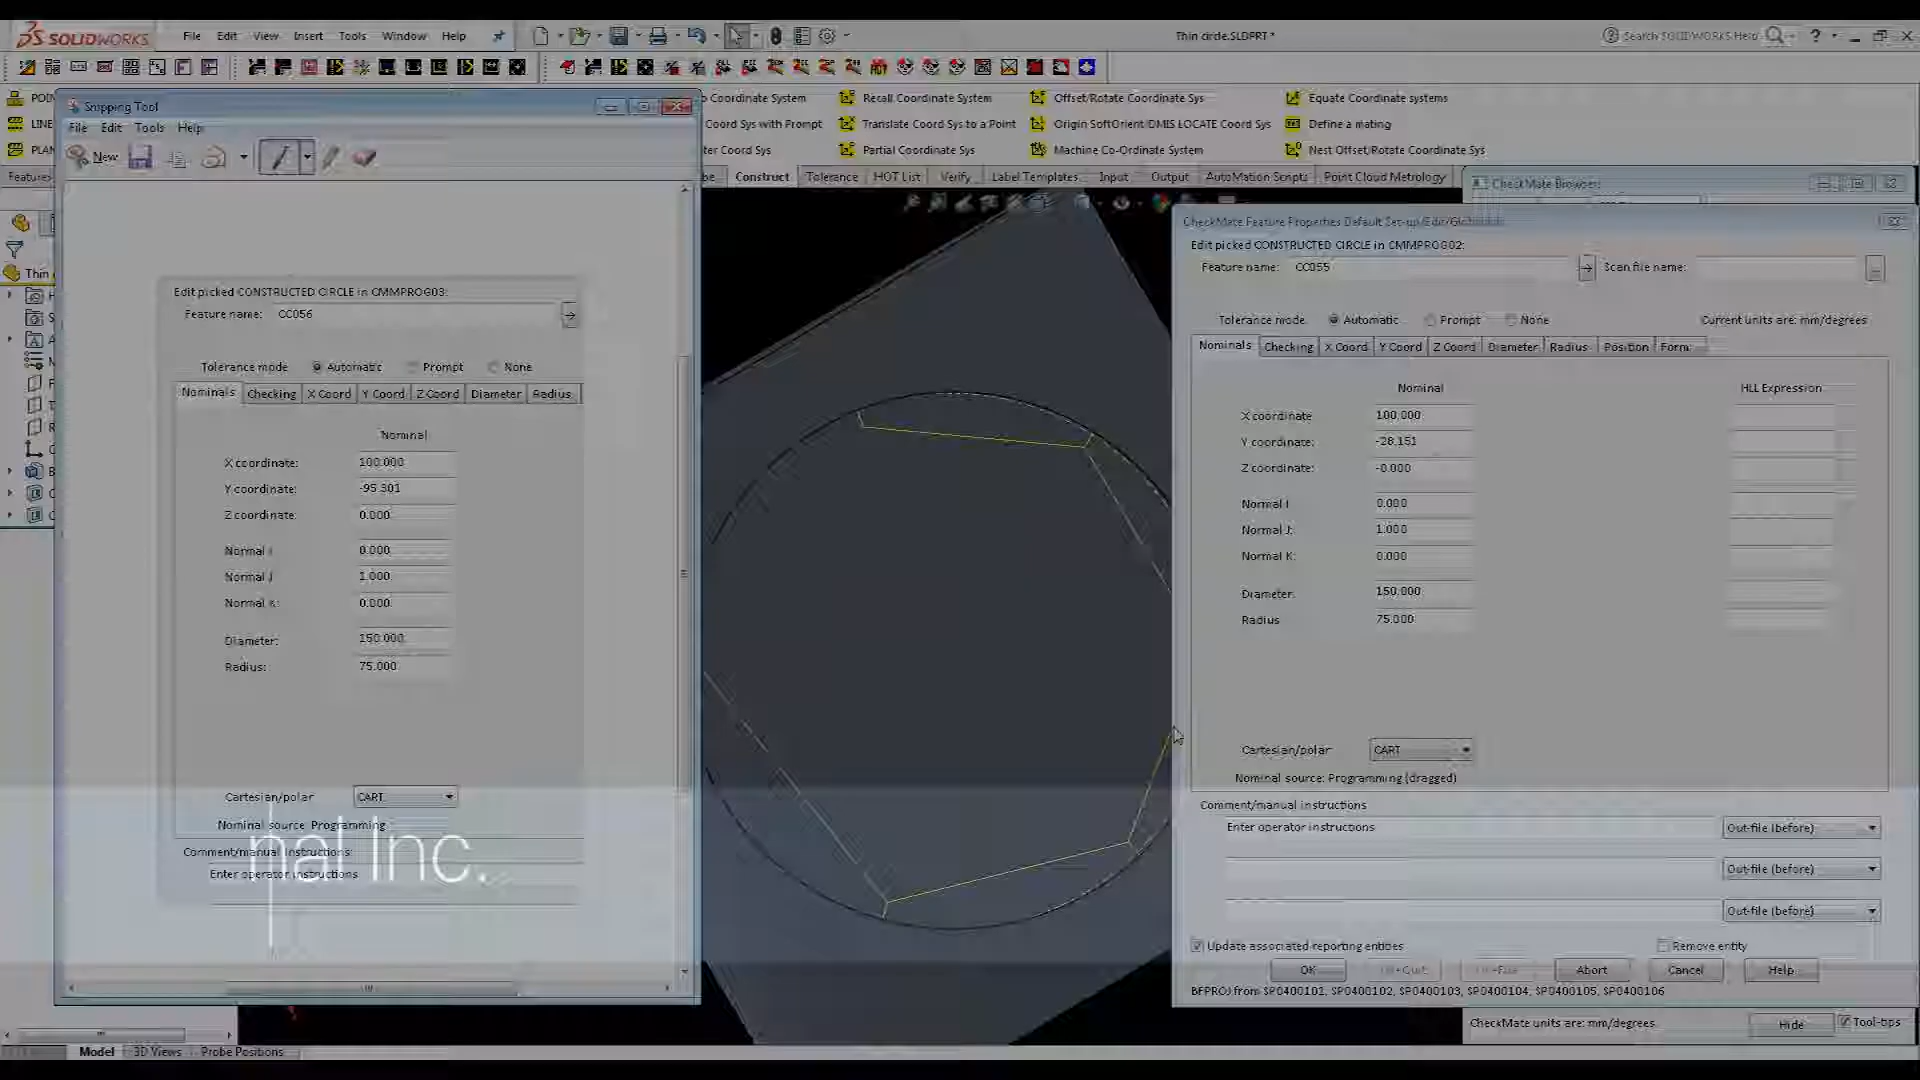 SOLIDWORKS File Edit View Insert Tools Window Help
Thin circle.SLDPRT *
Search SOLIDWORKS Help
Coordinate System Recall Coordinate System Offset/Rotate Coordinate Sys Equate Coordinate systems
Coord Sys with Prompt Translate Coord Sys to a Point Origin SoftOrient/DMIS LOCATE Coord Sys Define a mating
Coord Sys Partial Coordinate Sys Machine Co-Ordinate System Nest Offset/Rotate Coordinate Sys
Features
Construct Tolerance HOT List Verify Label Templates Input Output AutoMation Scripts Point Cloud Metrology
Thin
Snipping Tool
File Edit Tools Help
New
Edit picked CONSTRUCTED CIRCLE in CMMPROG03:
Feature name: CC056
Tolerance mode Automatic Prompt None
Nominals Checking X Coord Y Coord Z Coord Diameter Radius
Nominal
X coordinate: 100.000
Y coordinate: -95.301
Z coordinate: 0.000
Normal I 0.000
Normal J 1.000
Normal K: 0.000
Diameter: 150.000
Radius: 75.000
Cartesian/polar CART
Nominal source: Programming
Comment/manual instructions:
Enter operator instructions
nal Inc.
CheckMate Browser
CheckMate Feature Properties Default Set-up/Edit/Globaledit
Edit picked CONSTRUCTED CIRCLE in CMMPROG02:
Feature name: CC055 Scan file name:
Tolerance mode Automatic Prompt None Current units are: mm/degrees
Nominals Checking X Coord Y Coord Z Coord Diameter Radius Position Form
Nominal HLL Expression
X coordinate 100.000
Y coordinate: -28.151
Z coordinate: -0.000
Normal I 0.000
Normal J: 1.000
Normal K: 0.000
Diameter: 150.000
Radius 75.000
Cartesian/polar CART
Nominal source: Programming (dragged)
Comment/manual instructions
Enter operator instructions Out-file (before)
Out-file (before)
Out-file (before)
Update associated reporting entities Remove entity
OK Abort Cancel Help
BFPROJ from SP0400101, SP0400102, SP0400103, SP0400104, SP0400105, SP0400106
CheckMate units are: mm/degrees Hide Tool-tips
Model 3D Views Probe Positions